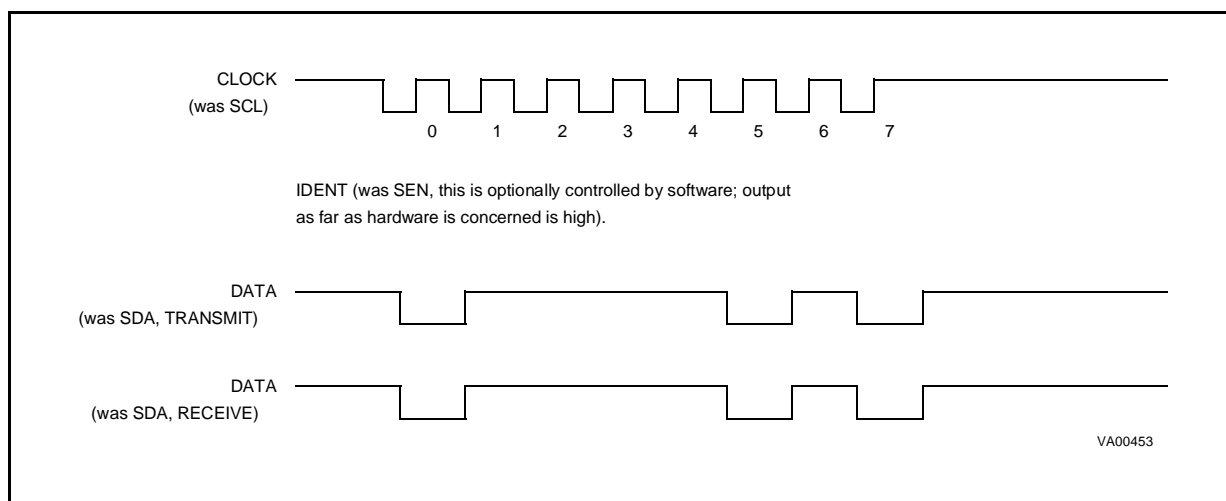 CLOCK
(was SCL)
0 1 2 3 4 5 6 7
IDENT (was SEN, this is optionally controlled by software; output
as far as hardware is concerned is high).
DATA
(was SDA, TRANSMIT)
DATA
(was SDA, RECEIVE)
VA00453